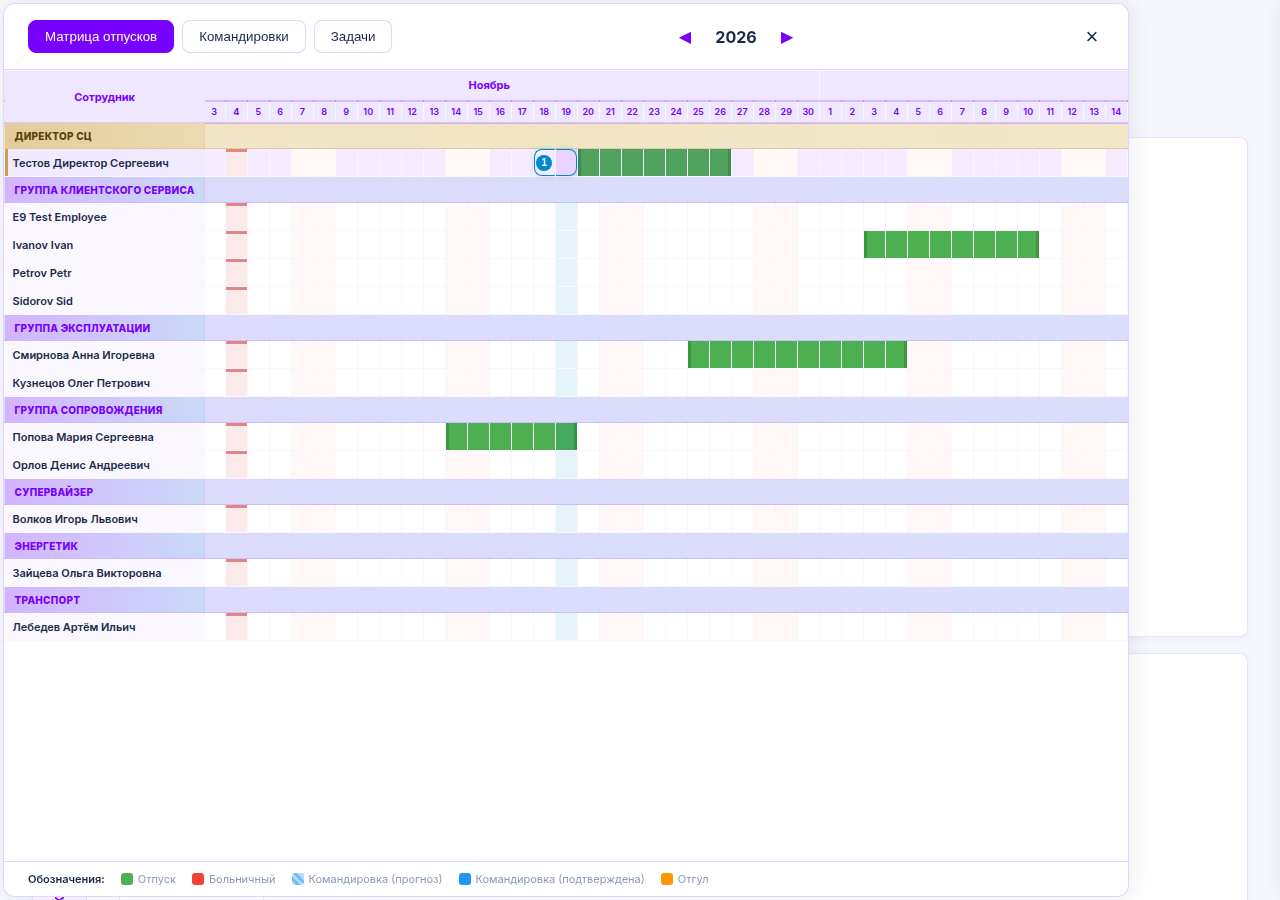 Матрица отпусков Командировки Задачи ◀ 2026 ▶ ×
Сотрудник Ноябрь
3 4 5 6 7 8 9 10 11 12 13 14 15 16 17 18 19 20 21 22 23 24 25 26 27 28 29 30 1 2 3 4 5 6 7 8 9 10 11 12 13 14
ДИРЕКТОР СЦ
Тестов Директор Сергеевич 1
ГРУППА КЛИЕНТСКОГО СЕРВИСА
E9 Test Employee
Ivanov Ivan
Petrov Petr
Sidorov Sid
ГРУППА ЭКСПЛУАТАЦИИ
Смирнова Анна Игоревна
Кузнецов Олег Петрович
ГРУППА СОПРОВОЖДЕНИЯ
Попова Мария Сергеевна
Орлов Денис Андреевич
СУПЕРВАЙЗЕР
Волков Игорь Львович
ЭНЕРГЕТИК
Зайцева Ольга Викторовна
ТРАНСПОРТ
Лебедев Артём Ильич
Обозначения: Отпуск Больничный Командировка (прогноз) Командировка (подтверждена) Отгул